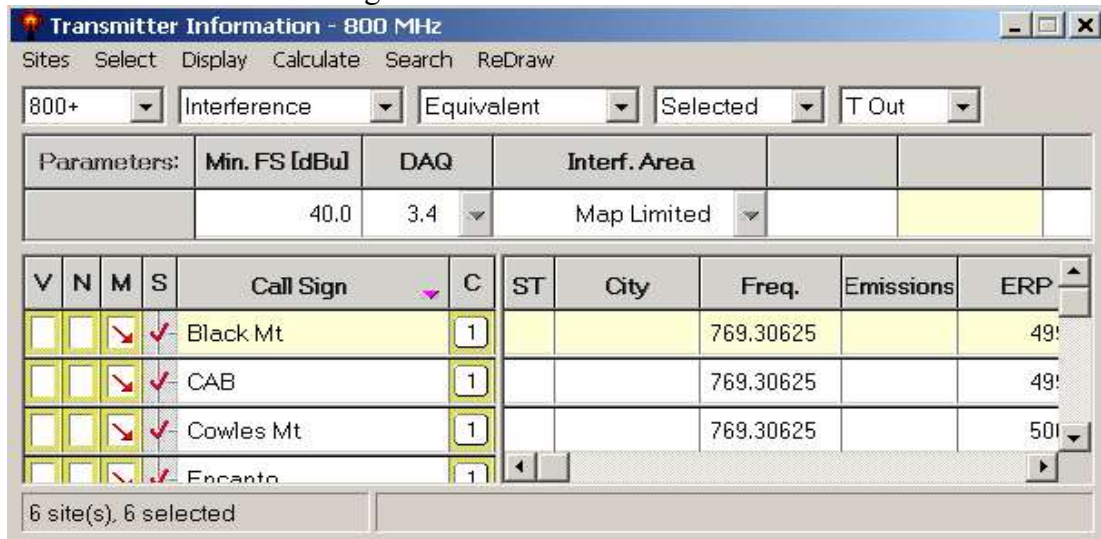 Transmitter Information - 800 MHz
Sites Select Display Calculate Search ReDraw
800+ Interference Equivalent Selected T Out
Parameters: Min. FS [dBu] DAQ Interf. Area
40.0 3.4 Map Limited
V N M S Call Sign C ST City Freq. Emissions ERP
Black Mt 1 769.30625
CAB 1 769.30625
Cowles Mt 1 769.30625
Encanto 1
6 site(s), 6 selected